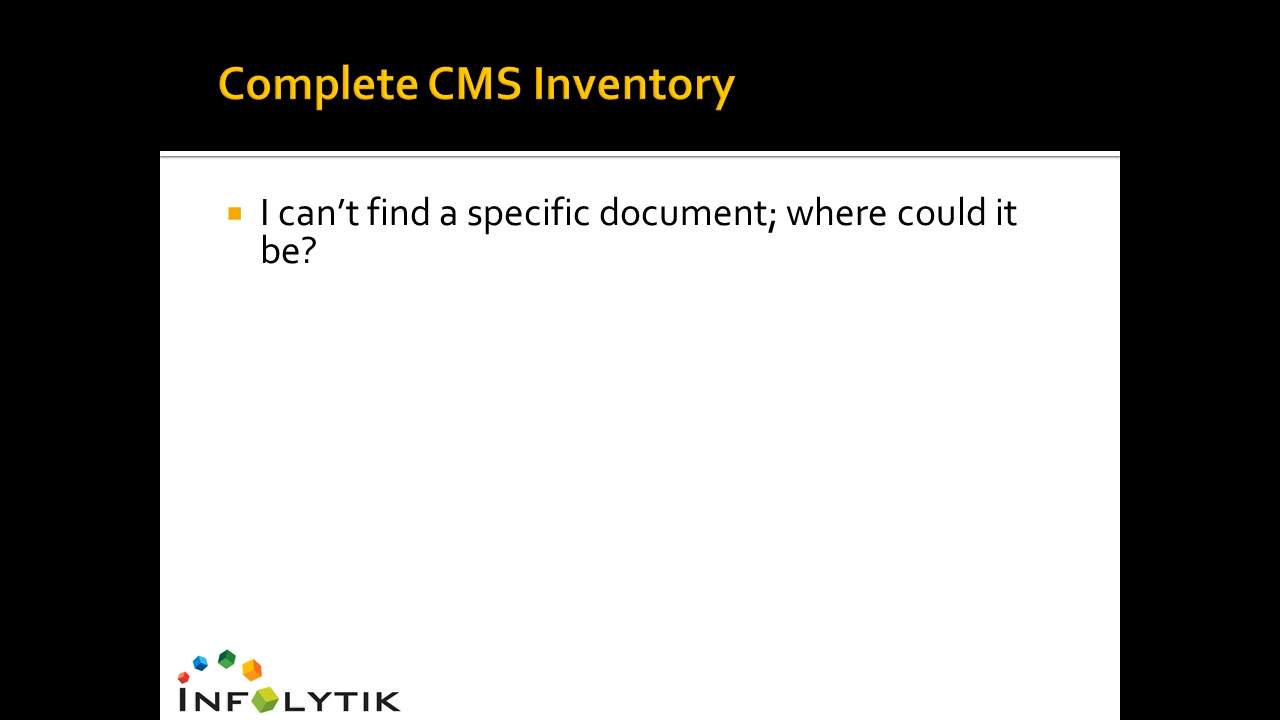 Complete CMS Inventory
I can’t find a specific document; where could it
be?
INFOLYTIK